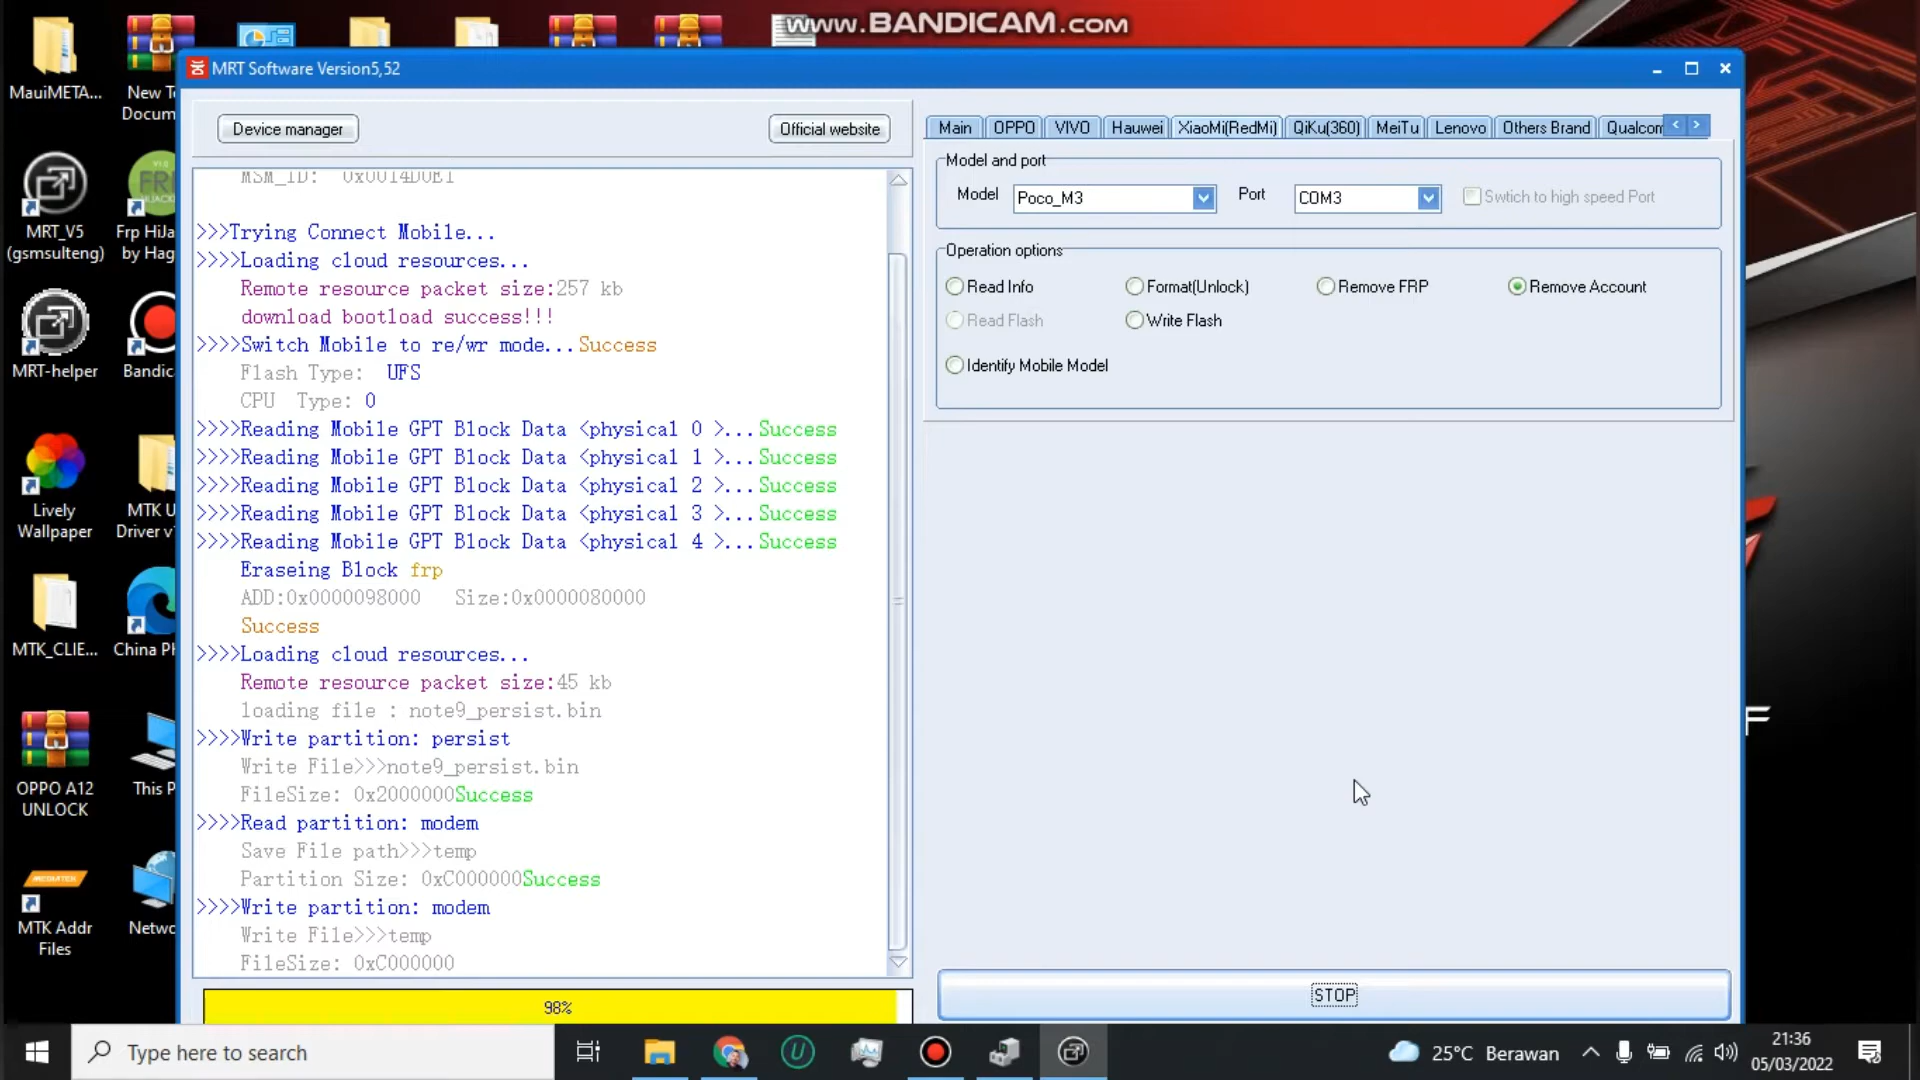 www.BANDICAM.com
MauiMETA...
New Te
Docum
MRT_V5
(gsmsulteng)
Frp HiJa
by Hag
MRT-helper
Bandic
Lively
Wallpaper
MTK U
Driver v
MTK_CLIE...
China Ph
OPPO A12
UNLOCK
This P
MTK Addr
Files
Netwo
MRT Software Version5,52
Device manager
Official website
MSM_ID: 0x0014D0E1
>>>Trying Connect Mobile...
>>>>Loading cloud resources...
Remote resource packet size:257 kb
download bootload success!!!
>>>>Switch Mobile to re/wr mode...Success
Flash Type: UFS
CPU Type: 0
>>>>Reading Mobile GPT Block Data <physical 0 >...Success
>>>>Reading Mobile GPT Block Data <physical 1 >...Success
>>>>Reading Mobile GPT Block Data <physical 2 >...Success
>>>>Reading Mobile GPT Block Data <physical 3 >...Success
>>>>Reading Mobile GPT Block Data <physical 4 >...Success
Eraseing Block frp
ADD:0x0000098000 Size:0x0000080000
Success
>>>>Loading cloud resources...
Remote resource packet size:45 kb
loading file : note9_persist.bin
>>>>Write partition: persist
Write File>>>note9_persist.bin
FileSize: 0x2000000Success
>>>>Read partition: modem
Save File path>>>temp
Partition Size: 0xC000000Success
>>>>Write partition: modem
Write File>>>temp
FileSize: 0xC000000
98%
Main OPPO VIVO Hauwei XiaoMi(RedMi) QiKu(360) MeiTu Lenovo Others Brand Qualcom
Model and port
Model Poco_M3 Port COM3 Swtich to high speed Port
Operation options
Read Info Format(Unlock) Remove FRP Remove Account
Read Flash Write Flash
Identify Mobile Model
STOP
Type here to search
25°C Berawan
21:36
05/03/2022